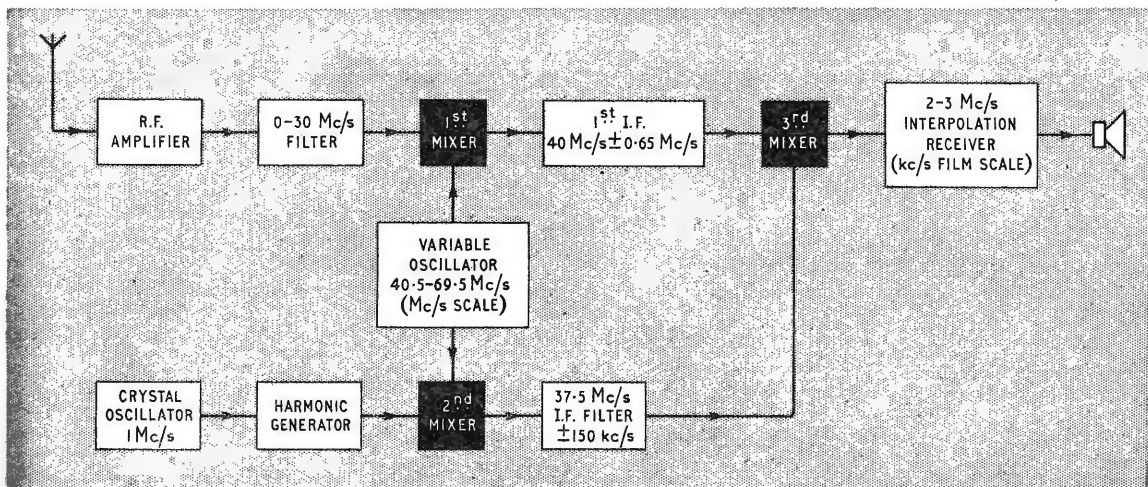 R.F.
AMPLIFIER
0-30 Mc/s
FILTER
1st
MIXER
1st I.F.
40 Mc/s ±0·65 Mc/s
3rd
MIXER
2-3 Mc/s
INTERPOLATION
RECEIVER
(kc/s FILM SCALE)
VARIABLE
OSCILLATOR
40·5-69·5 Mc/s
(Mc/s SCALE)
CRYSTAL
OSCILLATOR
1 Mc/s
HARMONIC
GENERATOR
2nd
MIXER
37·5 Mc/s
I.F. FILTER
±150 kc/s